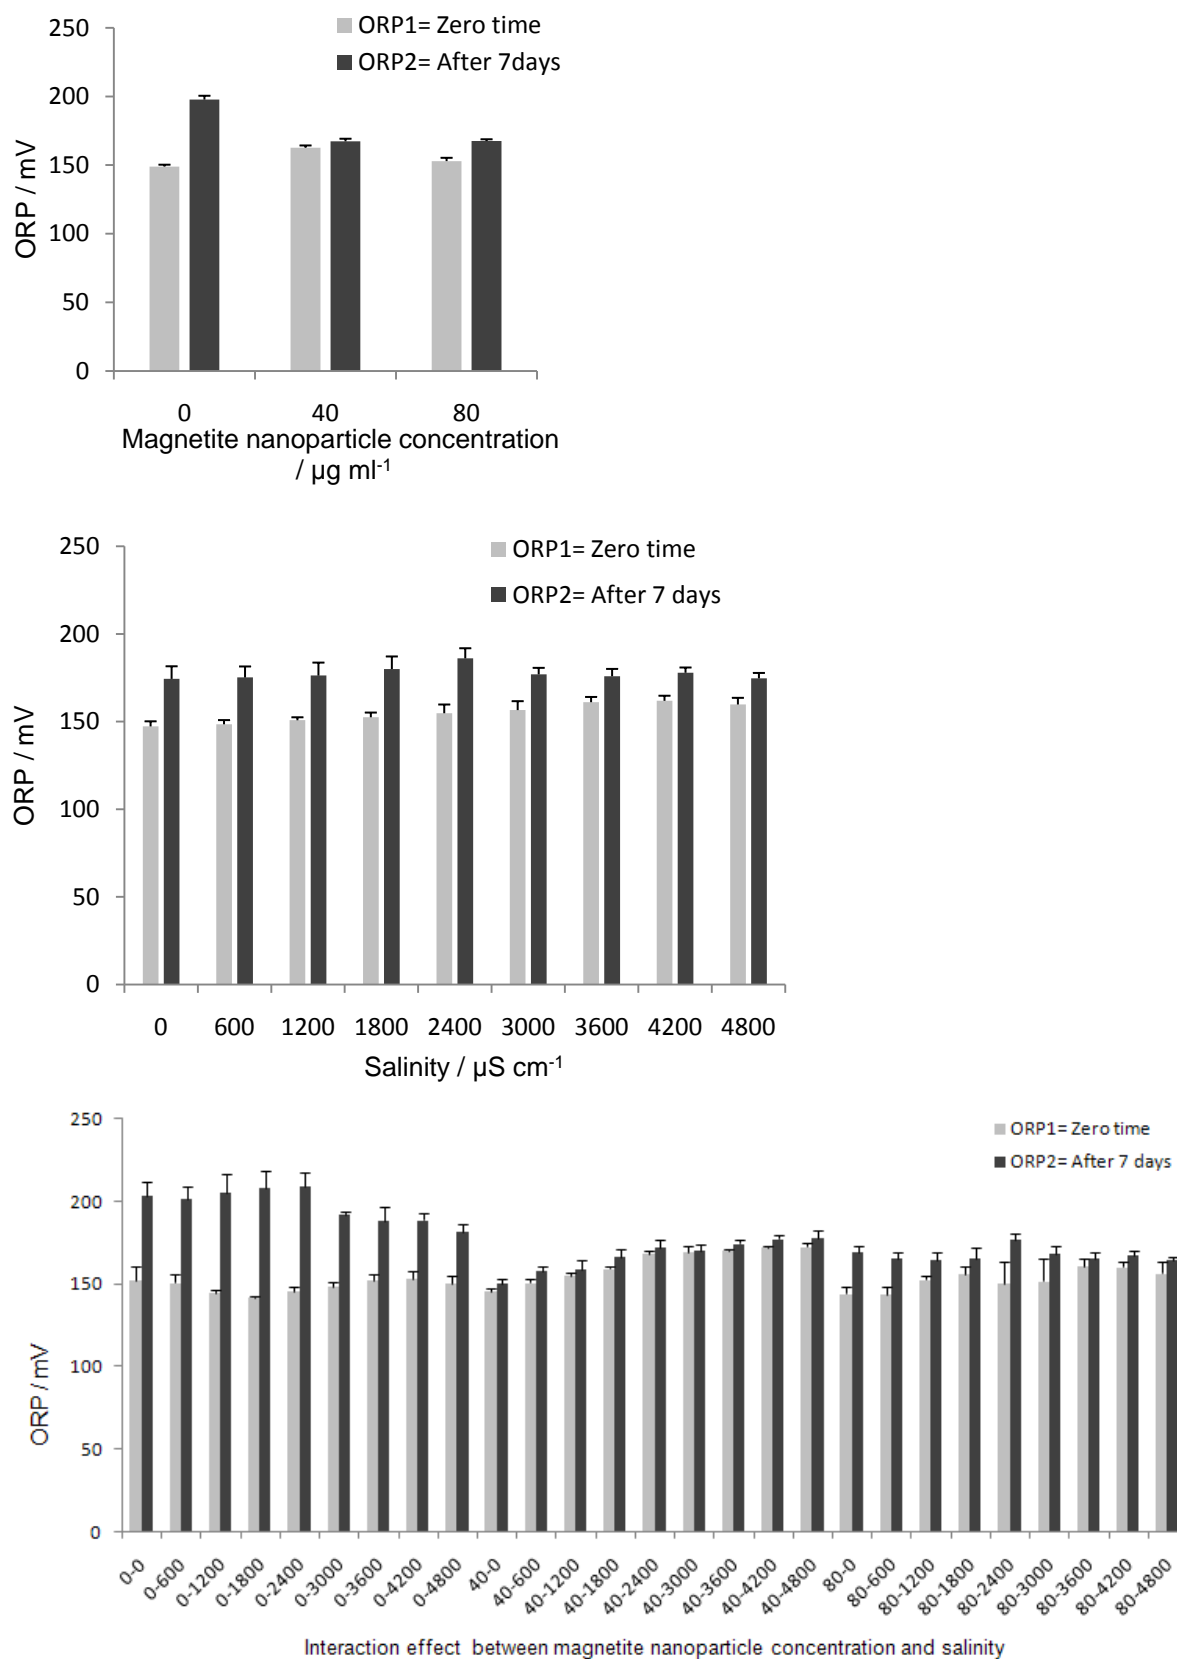 250
200
150
100
50
0
ORP / mV
ORP1= Zero time
ORP2= After 7days
0 40 80
Magnetite nanoparticle concentration
/ µg ml-1
250
200
150
100
50
0
ORP / mV
ORP1= Zero time
ORP2= After 7 days
0 600 1200 1800 2400 3000 3600 4200 4800
Salinity / µS cm-1
250
200
150
100
50
0
ORP / mV
ORP1= Zero time
ORP2= After 7 days
0-0 0-600 0-1200 0-1800 0-2400 0-3000 0-3600 0-4200 0-4800 40-0 40-600 40-1200 40-1800 40-2400 40-3000 40-3600 40-4200 40-4800 80-0 80-600 80-1200 80-1800 80-2400 80-3000 80-3600 80-4200 80-4800
Interaction effect between magnetite nanoparticle concentration and salinity